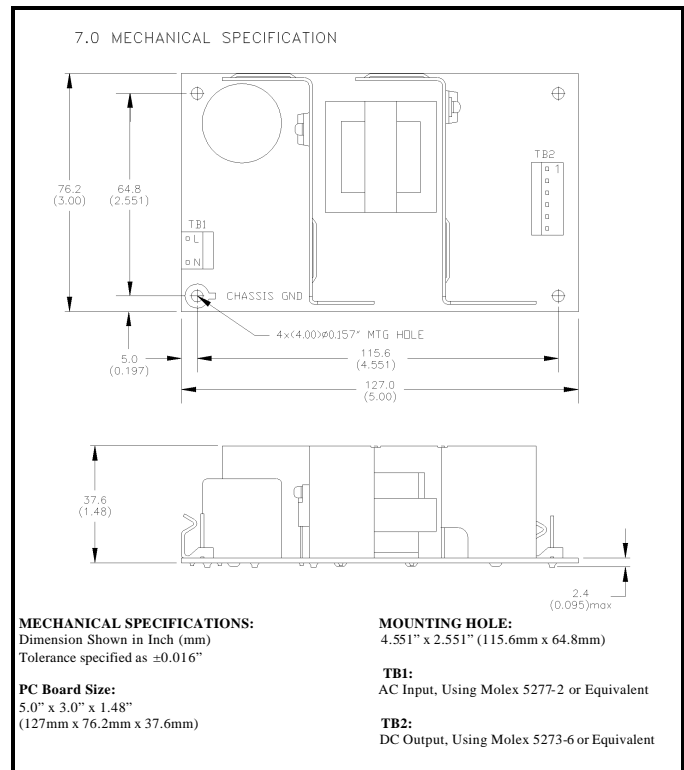 7.0 MECHANICAL SPECIFICATION
TB2
1
76.2
(3.00)
64.8
(2.551)
TB1
L
N
CHASSIS GND
4×(4.00)ø0.157" MTG HOLE
5.0
(0.197)
115.6
(4.551)
127.0
(5.00)
37.6
(1.48)
2.4
(0.095)max
MECHANICAL SPECIFICATIONS:
Dimension Shown in Inch (mm)
Tolerance specified as ±0.016”
PC Board Size:
5.0” x 3.0” x 1.48”
(127mm x 76.2mm x 37.6mm)
MOUNTING HOLE:
4.551” x 2.551” (115.6mm x 64.8mm)
TB1:
AC Input, Using Molex 5277-2 or Equivalent
TB2:
DC Output, Using Molex 5273-6 or Equivalent